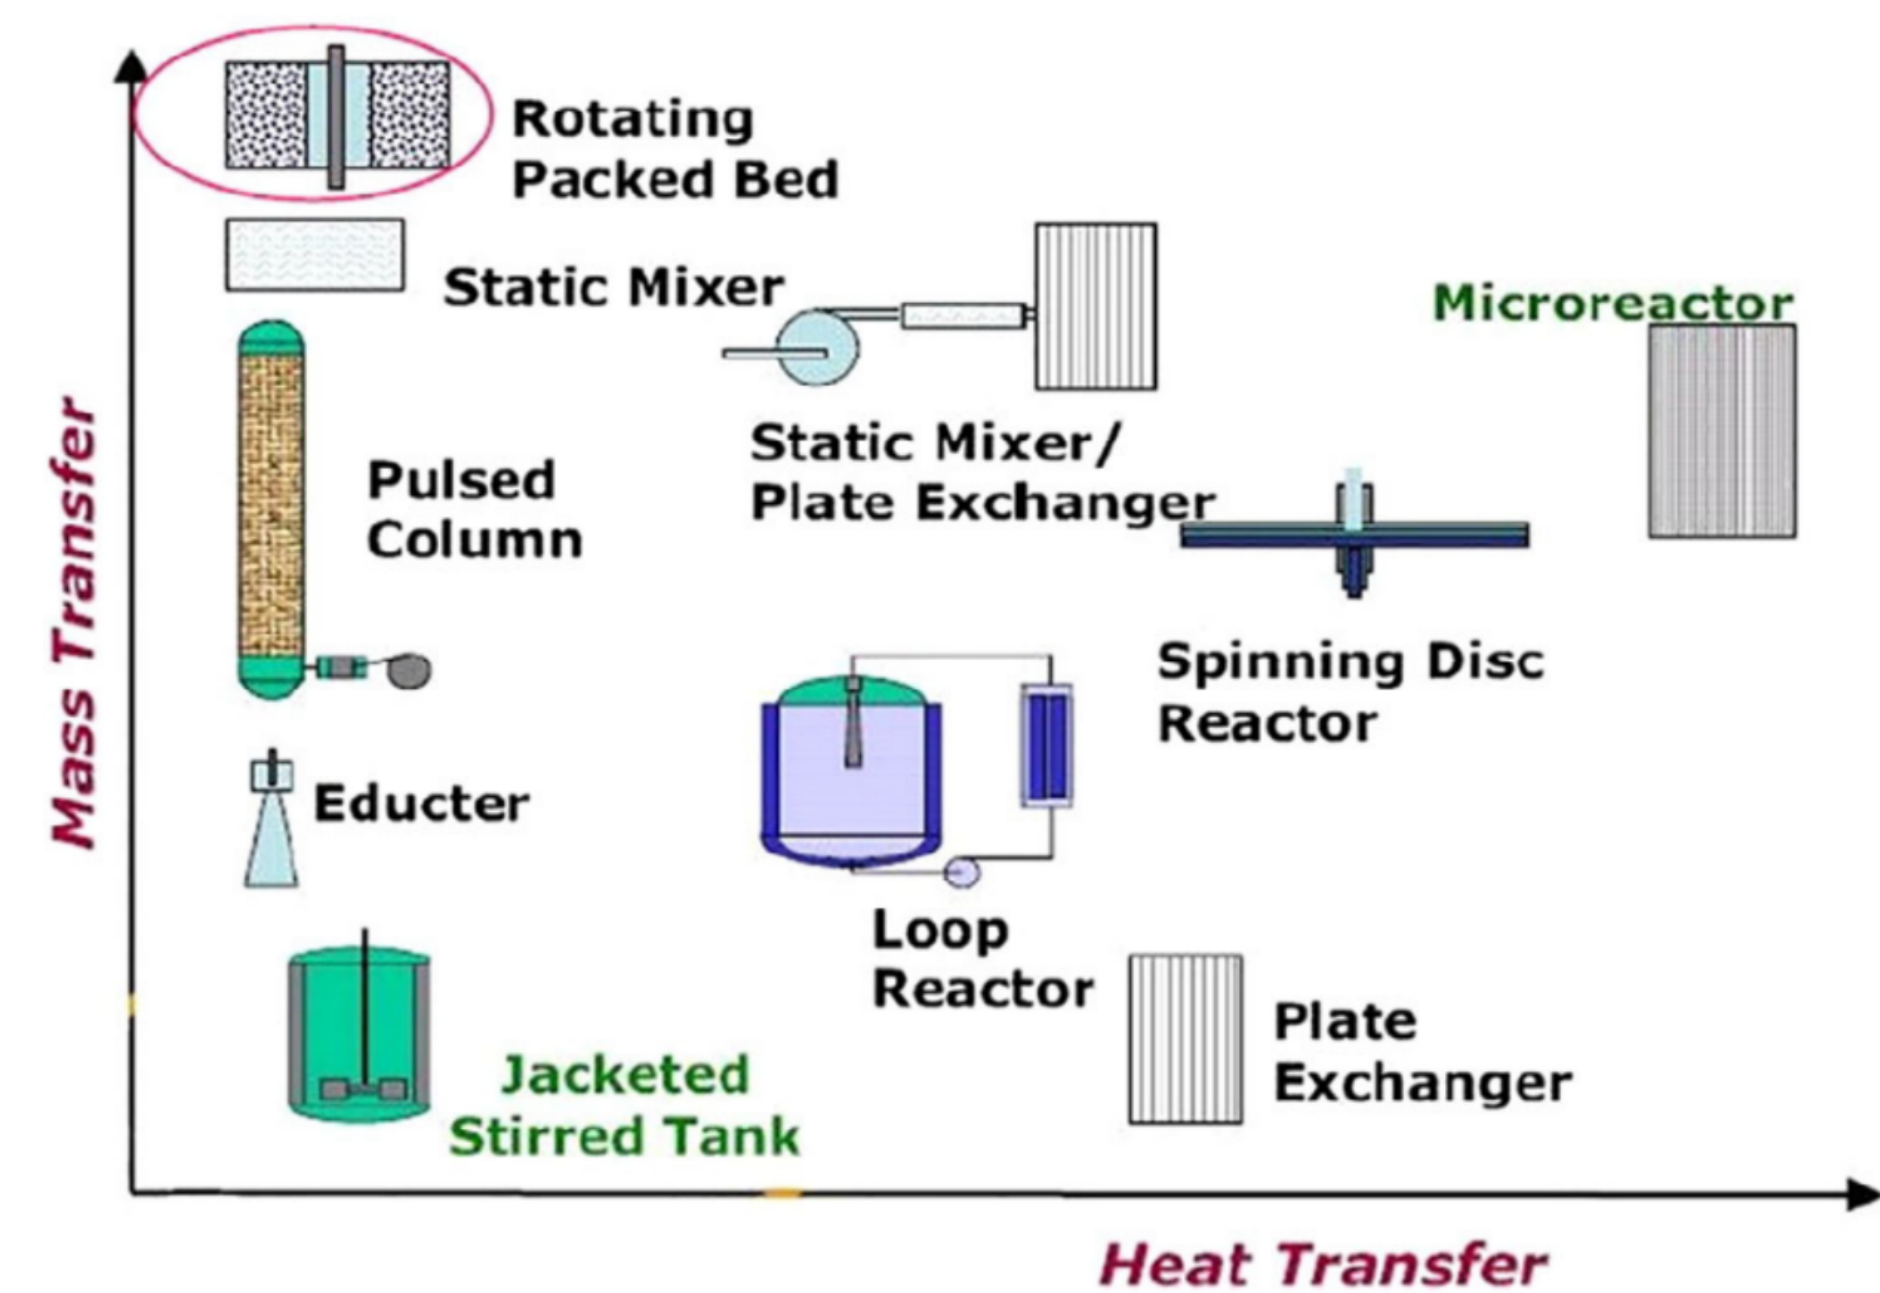 Rotating
Packed Bed
Static Mixer
Microreactor
Static Mixer/
Plate Exchanger
Pulsed
Column
Mass Transfer
Spinning Disc
Reactor
Educter
Loop
Reactor
Plate
Exchanger
Jacketed
Stirred Tank
Heat Transfer